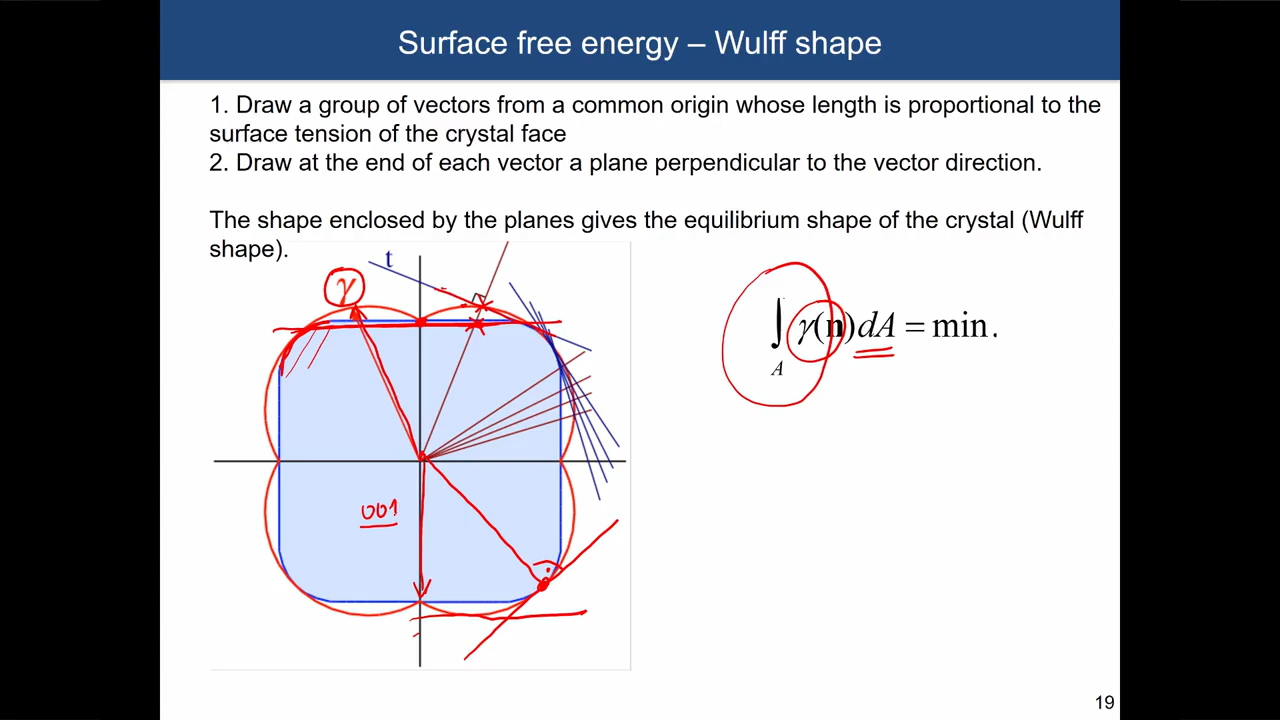 Surface free energy – Wulff shape
1. Draw a group of vectors from a common origin whose length is proportional to the
surface tension of the crystal face
2. Draw at the end of each vector a plane perpendicular to the vector direction.
The shape enclosed by the planes gives the equilibrium shape of the crystal (Wulff
shape).
t
γ
∫ γ(n)dA = min.
A
001
19